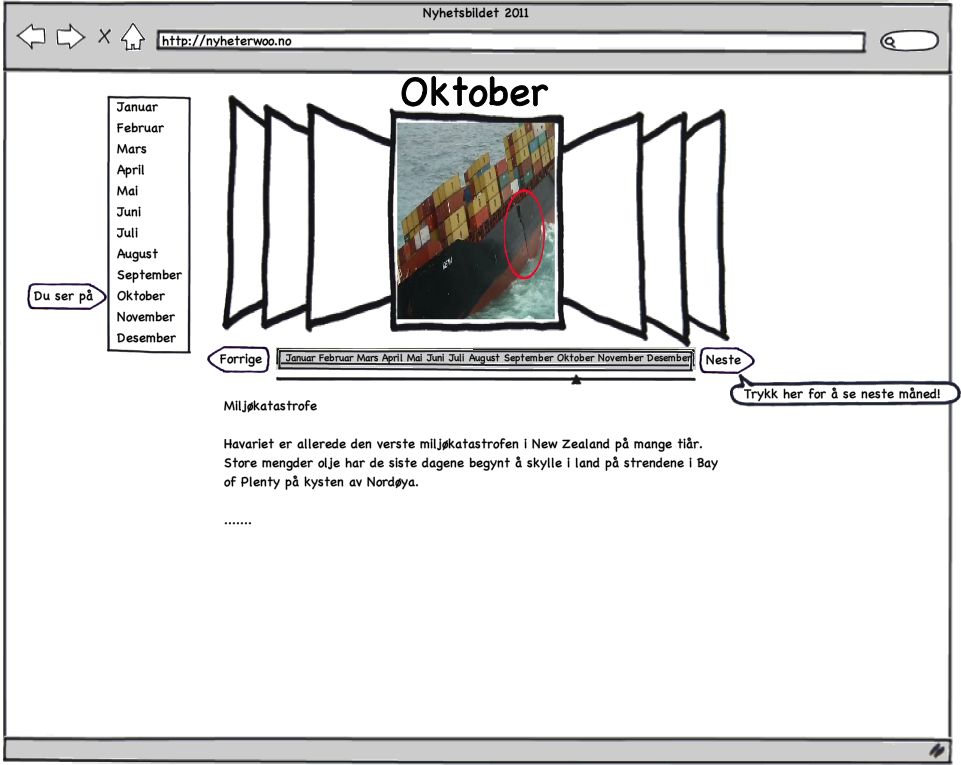 Nyhetsbildet 2011
http://nyheterwoo.no
Oktober
Januar
Februar
Mars
April
Mai
Juni
Juli
August
September
Du ser på
Oktober
November
Desember
Forrige
Januar Februar Mars April Mai Juni Juli August September Oktober November Desember
Neste
Trykk her for å se neste måned!
Miljøkatastrofe
Havariet er allerede den verste miljøkatastrofen i New Zealand på mange tiår.
Store mengder olje har de siste dagene begynt å skylle i land på strendene i Bay
of Plenty på kysten av Nordøya.
.......